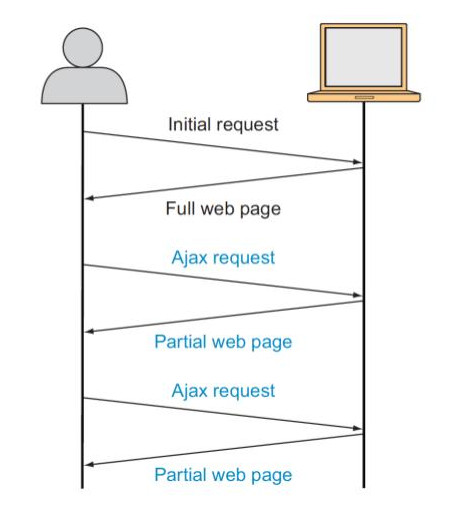 Initial request
Full web page
Ajax request
Partial web page
Ajax request
Partial web page